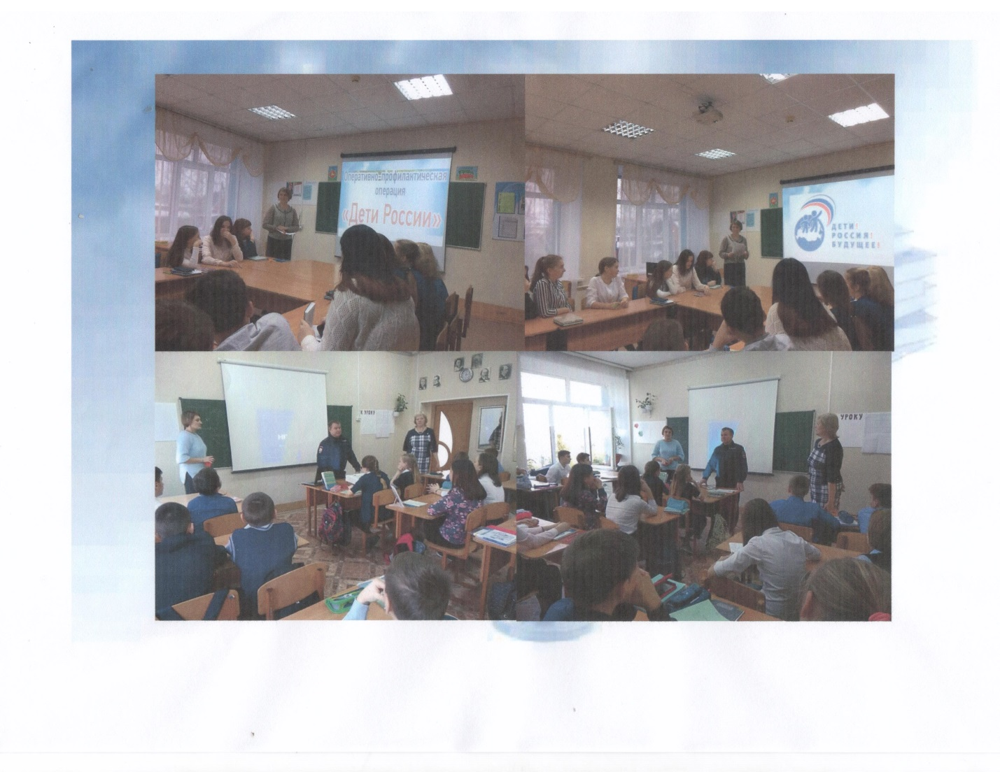 Оперативно-профилактическая
операция
«Дети России»
ДЕТИ!
РОССИЯ!
БУДУЩЕЕ!
К УРОКУ
УРОКУ